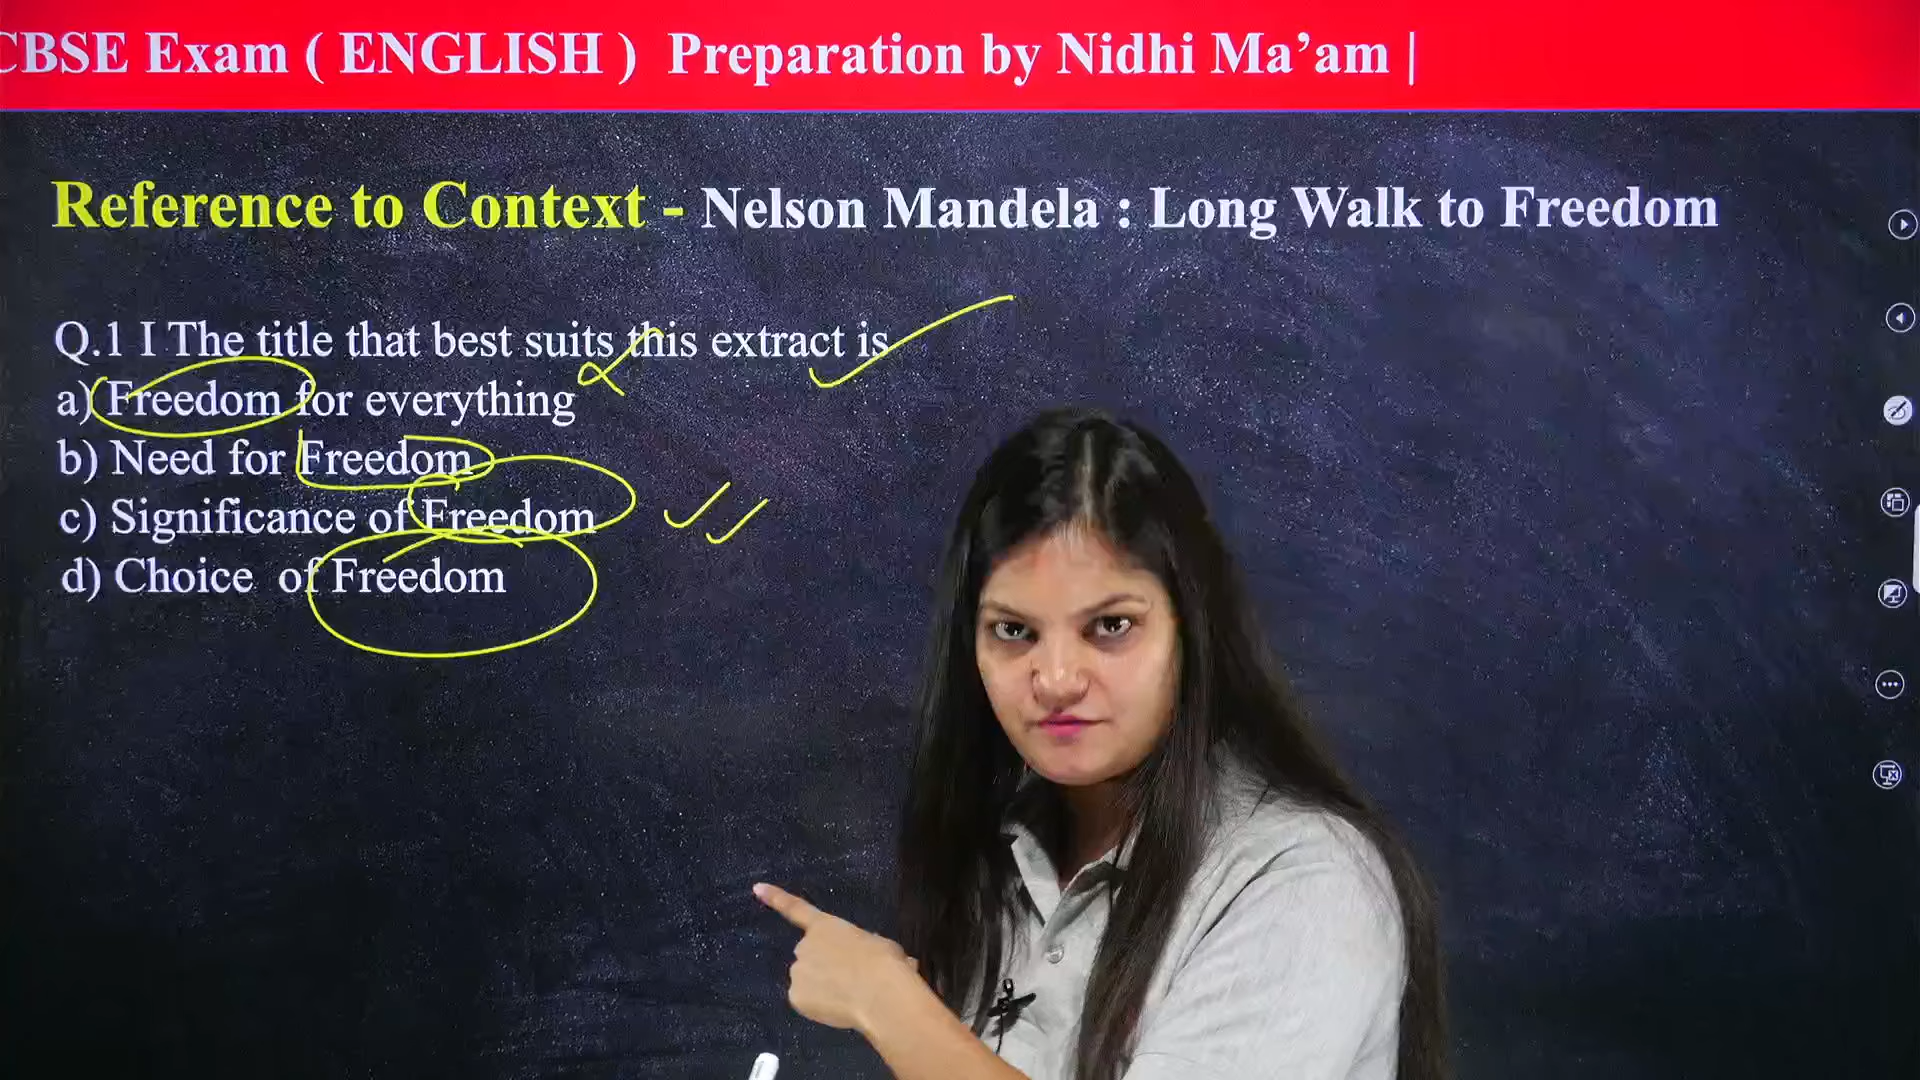 CBSE Exam ( ENGLISH ) Preparation by Nidhi Ma’am |
Reference to Context - Nelson Mandela : Long Walk to Freedom
Q.1 I The title that best suits this extract is
a) Freedom for everything
b) Need for Freedom
c) Significance of Freedom
d) Choice of Freedom